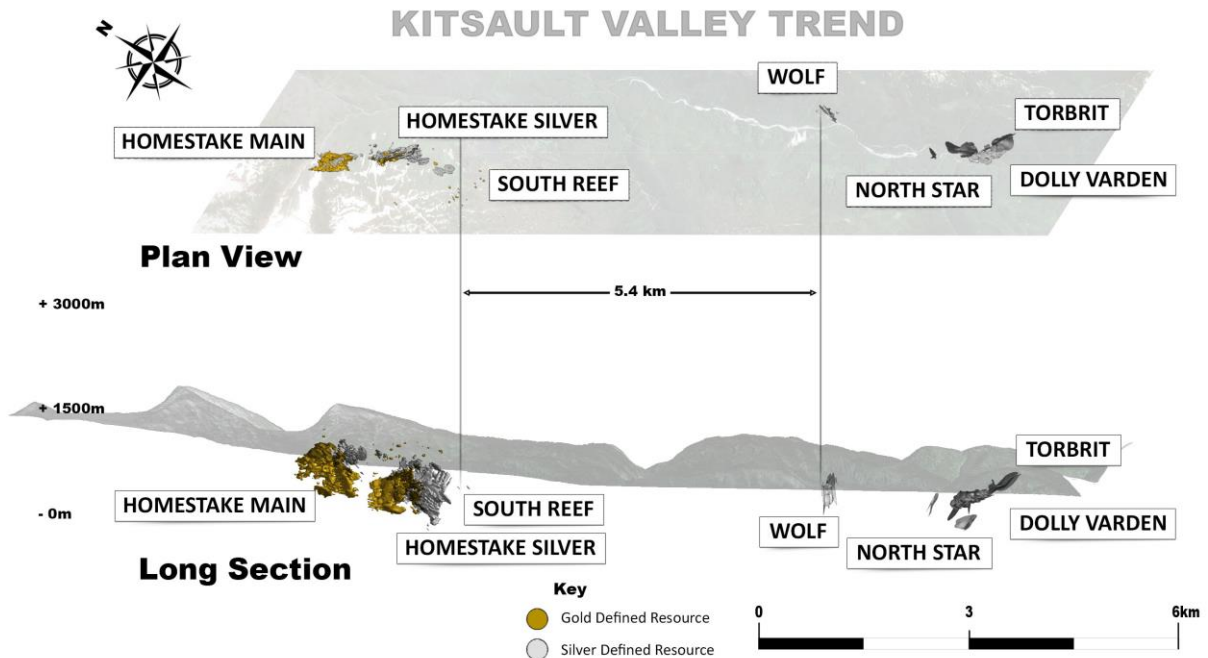 KITSAULT VALLEY TREND
N
WOLF
HOMESTAKE SILVER
TORBRIT
HOMESTAKE MAIN
SOUTH REEF
NORTH STAR
DOLLY VARDEN
Plan View
5.4 km
+ 3000m
+ 1500m
TORBRIT
HOMESTAKE MAIN
SOUTH REEF
- 0m
WOLF
DOLLY VARDEN
HOMESTAKE SILVER
NORTH STAR
Long Section
Key
Gold Defined Resource
Silver Defined Resource
0 3 6km